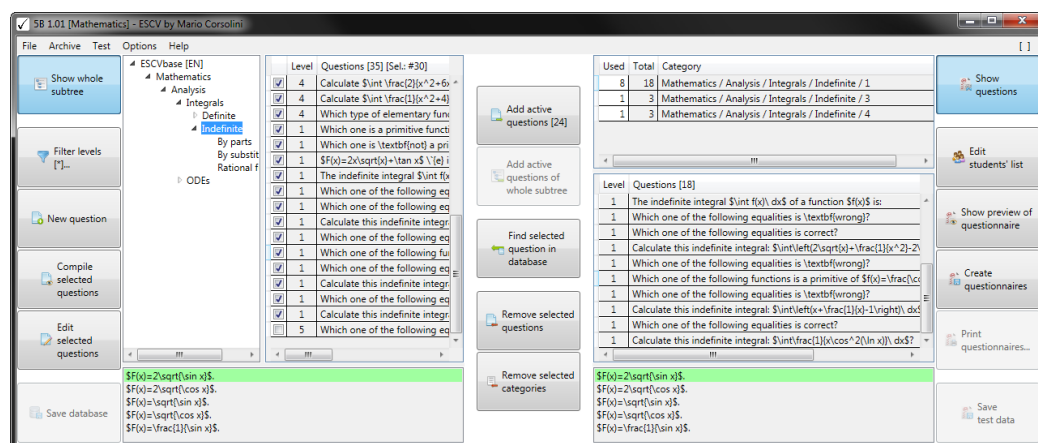 5B 1.01 [Mathematics] - ESCV by Mario Corsolini
File Archive Test Options Help [ ]
Show whole
subtree
Filter levels
[*]...
New question
Compile
selected
questions
Edit
selected
questions
Save database
ESCVbase [EN]
Mathematics
Analysis
Integrals
Definite
Indefinite
By parts
By substit
Rational f
ODEs
Level Questions [35] [Sel.: #30]
4 Calculate $\int \frac{2}{x^2+6x
4 Calculate $\int \frac{1}{x^2+4}
4 Which type of elementary fun
1 Which one is a primitive functi
1 Which one is \textbf{not} a pri
1 $F(x)=2x\sqrt{x}+\tan x$ \`{e} i
1 The indefinite integral $\int f(x
1 Which one of the following eq
1 Which one of the following eq
1 Calculate this indefinite integr
1 Which one of the following eq
1 Which one of the following fu
1 Which one of the following eq
1 Calculate this indefinite integr
1 Which one of the following eq
1 Calculate this indefinite integr
5 Which one of the following eq
$F(x)=2\sqrt{\sin x}$.
$F(x)=2\sqrt{\cos x}$.
$F(x)=\sqrt{\sin x}$.
$F(x)=\sqrt{\cos x}$.
$F(x)=\frac{1}{\sin x}$.
Add active
questions [24]
Add active
questions of
whole subtree
Find selected
question in
database
Remove selected
questions
Remove selected
categories
Used Total Category
8 18 Mathematics / Analysis / Integrals / Indefinite / 1
1 3 Mathematics / Analysis / Integrals / Indefinite / 3
1 3 Mathematics / Analysis / Integrals / Indefinite / 4
Level Questions [18]
1 The indefinite integral $\int f(x)\ dx$ of a function $f(x)$ is:
1 Which one of the following equalities is \textbf{wrong}?
1 Which one of the following equalities is correct?
1 Calculate this indefinite integral: $\int\left(2\sqrt{x}+\frac{1}{x^2}-2\
1 Which one of the following equalities is \textbf{wrong}?
1 Which one of the following functions is a primitive of $f(x)=\frac{\co
1 Which one of the following equalities is \textbf{wrong}?
1 Calculate this indefinite integral: $\int\left(x+\frac{1}{x}-1\right)\ dx$
1 Which one of the following equalities is correct?
1 Calculate this indefinite integral: $\int\frac{1}{x\cos^2(\ln x)}\ dx$?
$F(x)=2\sqrt{\sin x}$.
$F(x)=2\sqrt{\cos x}$.
$F(x)=\sqrt{\sin x}$.
$F(x)=\sqrt{\cos x}$.
$F(x)=\frac{1}{\sin x}$.
Show
questions
Edit
students' list
Show preview of
questionnaire
Create
questionnaires
Print
questionnaires...
Save
test data